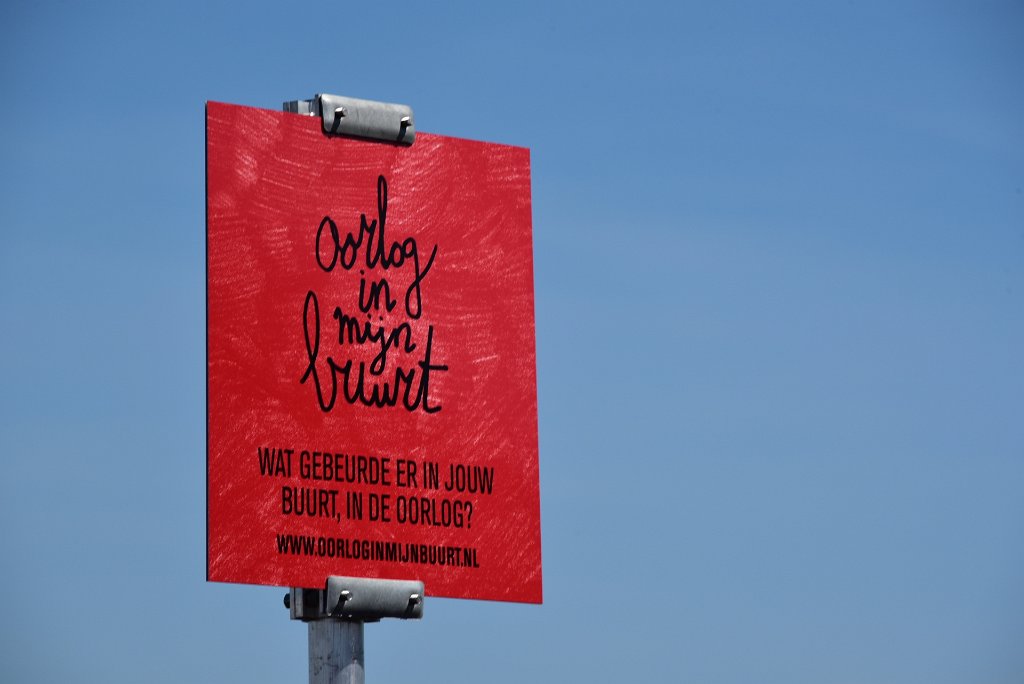 oorlog
in
mijn
buurt
WAT GEBEURDE ER IN JOUW
BUURT, IN DE OORLOG?
WWW.OORLOGINMIJNBUURT.NL